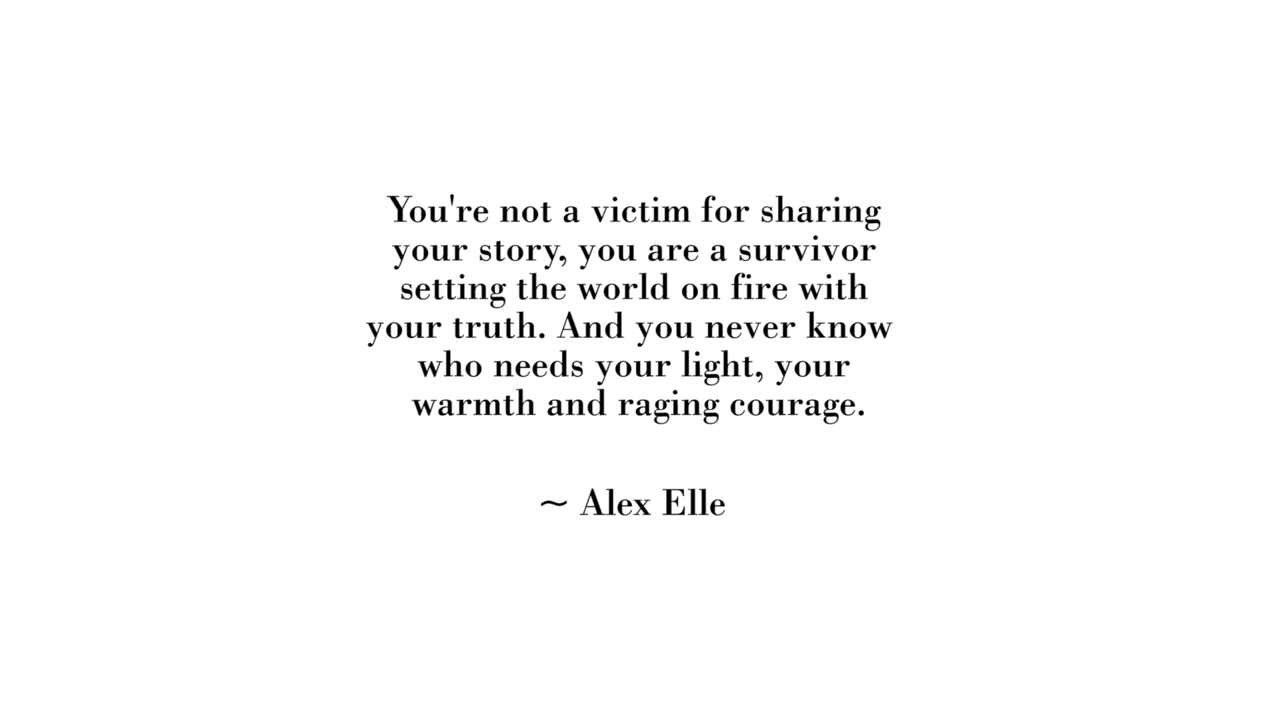 You're not a victim for sharing
your story, you are a survivor
setting the world on fire with
your truth. And you never know
who needs your light, your
warmth and raging courage.
~ Alex Elle